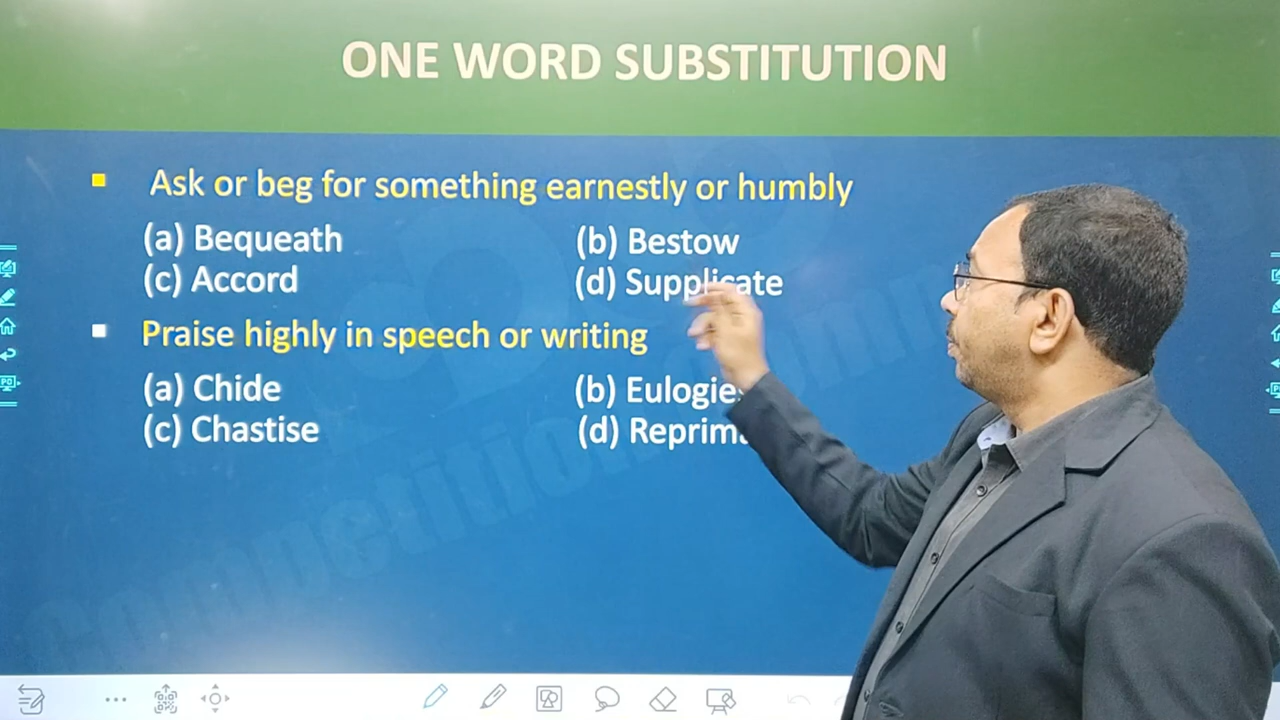 ONE WORD SUBSTITUTION
Ask or beg for something earnestly or humbly
(a) Bequeath (b) Bestow
(c) Accord (d) Supplicate
Praise highly in speech or writing
(a) Chide (b)
(c) Chastise (d)